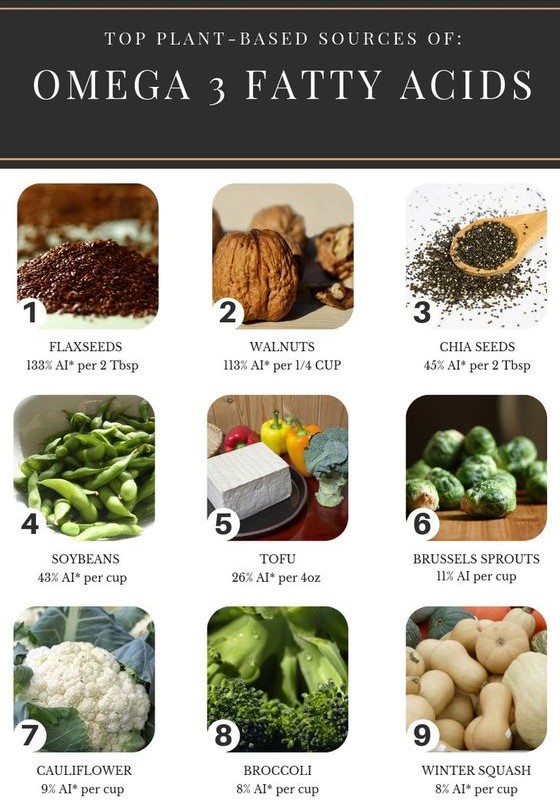 TOP PLANT-BASED SOURCES OF:
OMEGA 3 FATTY ACIDS
1
FLAXSEEDS
133% AI* per 2 Tbsp
2
WALNUTS
113% AI* per 1/4 CUP
3
CHIA SEEDS
45% AI* per 2 Tbsp
4
SOYBEANS
43% AI* per cup
5
TOFU
26% AI* per 4oz
6
BRUSSELS SPROUTS
11% AI per cup
7
CAULIFLOWER
9% AI* per cup
8
BROCCOLI
8% AI* per cup
9
WINTER SQUASH
8% AI* per cup